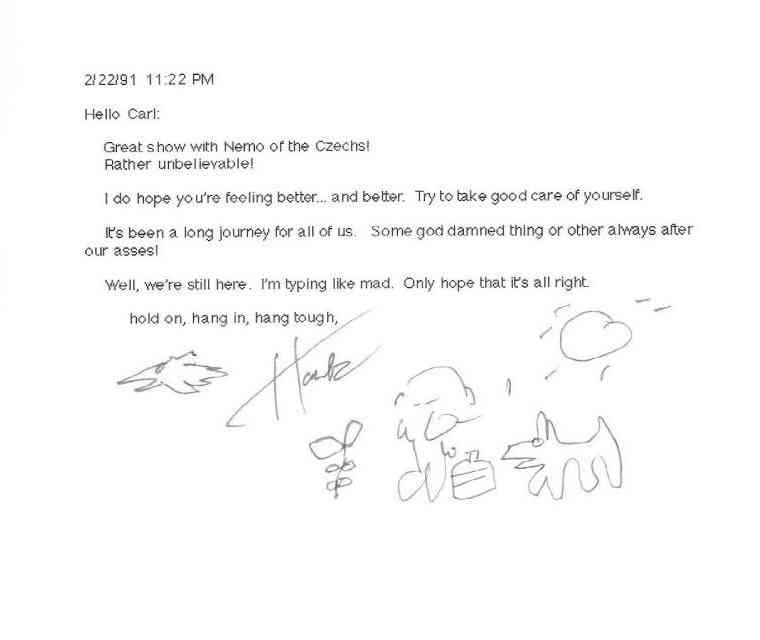 2/22/91 11:22 PM
Hello Carl:
Great show with Nemo of the Czechs!
Rather unbelievable!
I do hope you're feeling better... and better. Try to take good care of yourself.
It's been a long journey for all of us. Some god damned thing or other always after
our asses!
Well, we're still here. I'm typing like mad. Only hope that it's all right.
hold on, hang in, hang tough,
Hank